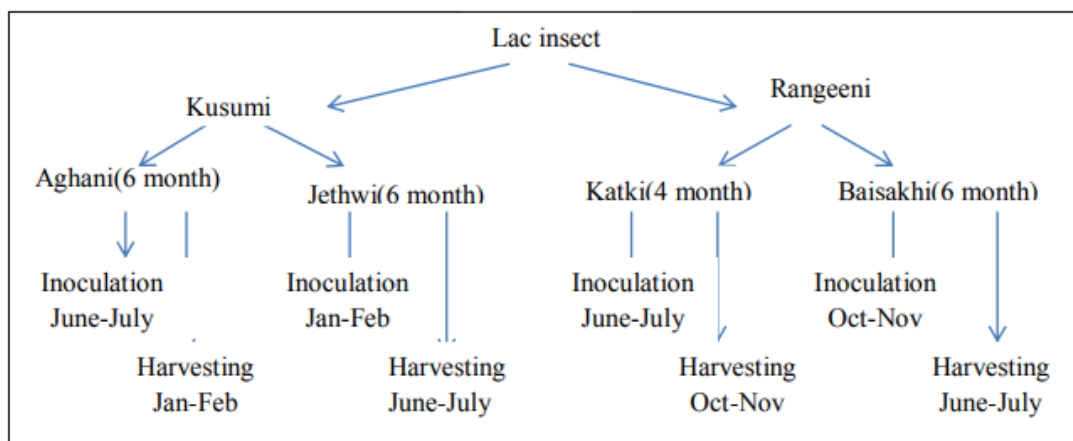 Lac insect
Kusumi
Rangeeni
Aghani(6 month)
Jethwi(6 month)
Katki(4 month)
Baisakhi(6 month)
Inoculation
June-July
Inoculation
Jan-Feb
Inoculation
June-July
Inoculation
Oct-Nov
Harvesting
Jan-Feb
Harvesting
June-July
Harvesting
Oct-Nov
Harvesting
June-July